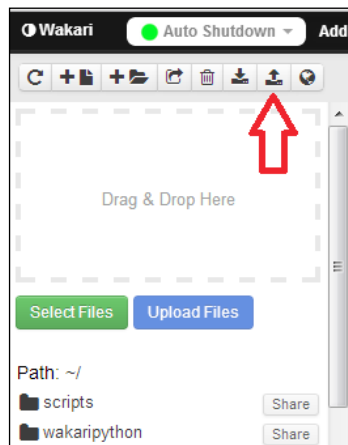 Wakari Auto Shutdown Add
Drag & Drop Here
Select Files Upload Files
Path: ~/
scripts Share
wakaripython Share